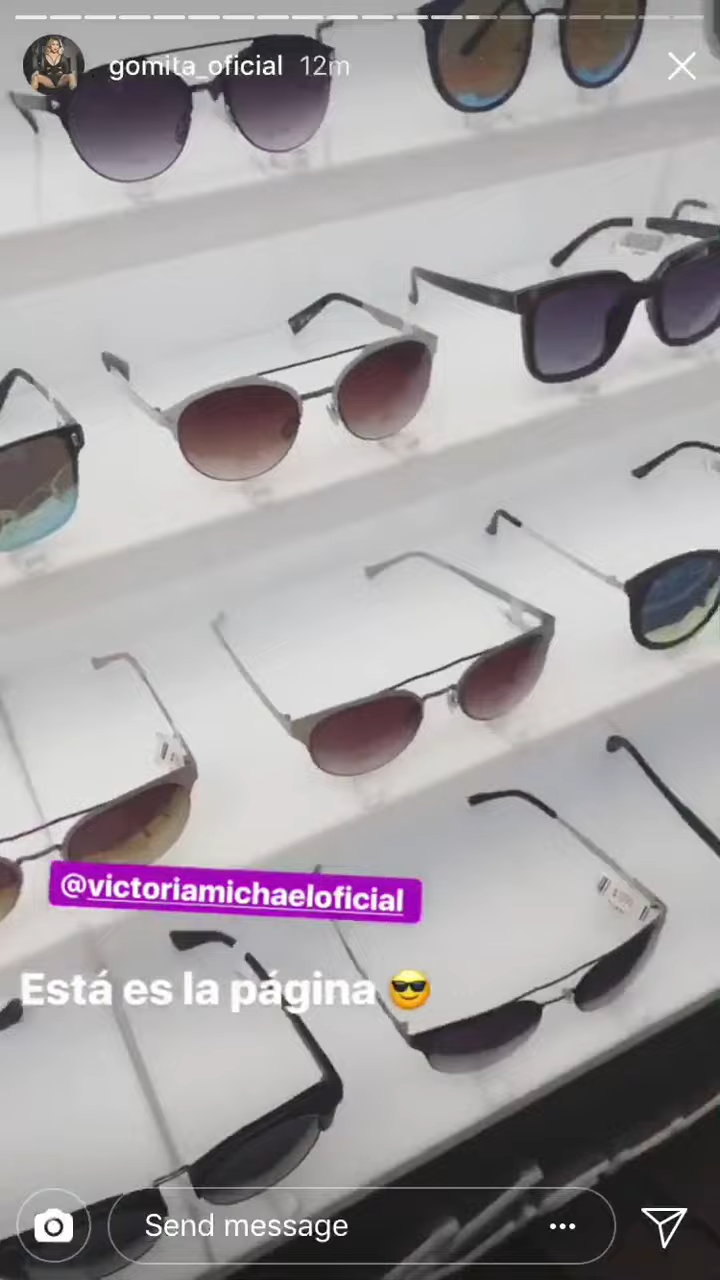 gomita_oficial 12m
@victoriamichaeloficial
Está es la página 😎
Send message